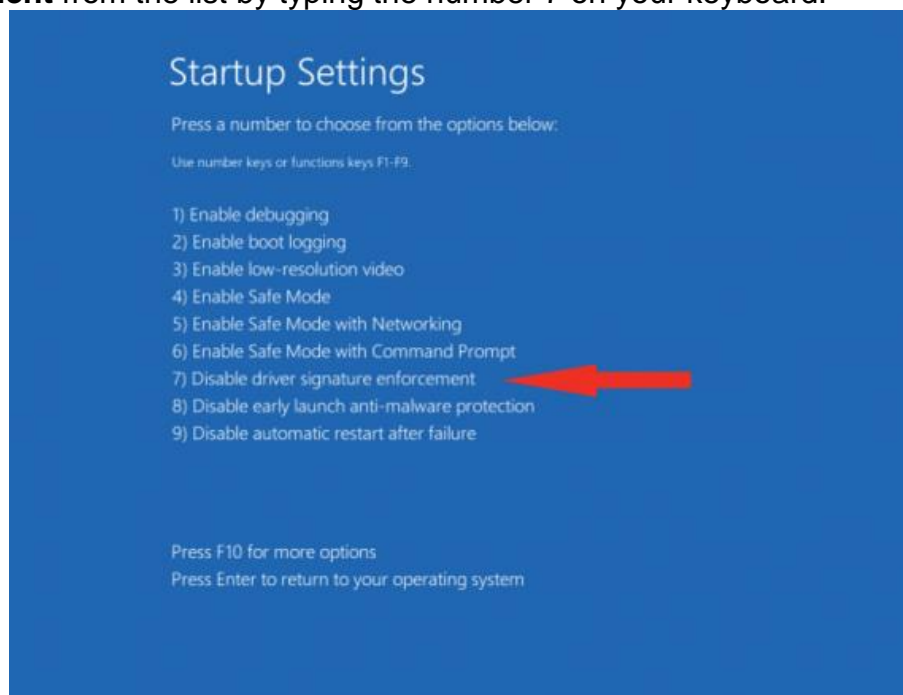 ent from the list by typing the number 7 on your keyboard.
Startup Settings
Press a number to choose from the options below:
Use number keys or functions keys F1-F9.
1) Enable debugging
2) Enable boot logging
3) Enable low-resolution video
4) Enable Safe Mode
5) Enable Safe Mode with Networking
6) Enable Safe Mode with Command Prompt
7) Disable driver signature enforcement
8) Disable early launch anti-malware protection
9) Disable automatic restart after failure
Press F10 for more options
Press Enter to return to your operating system